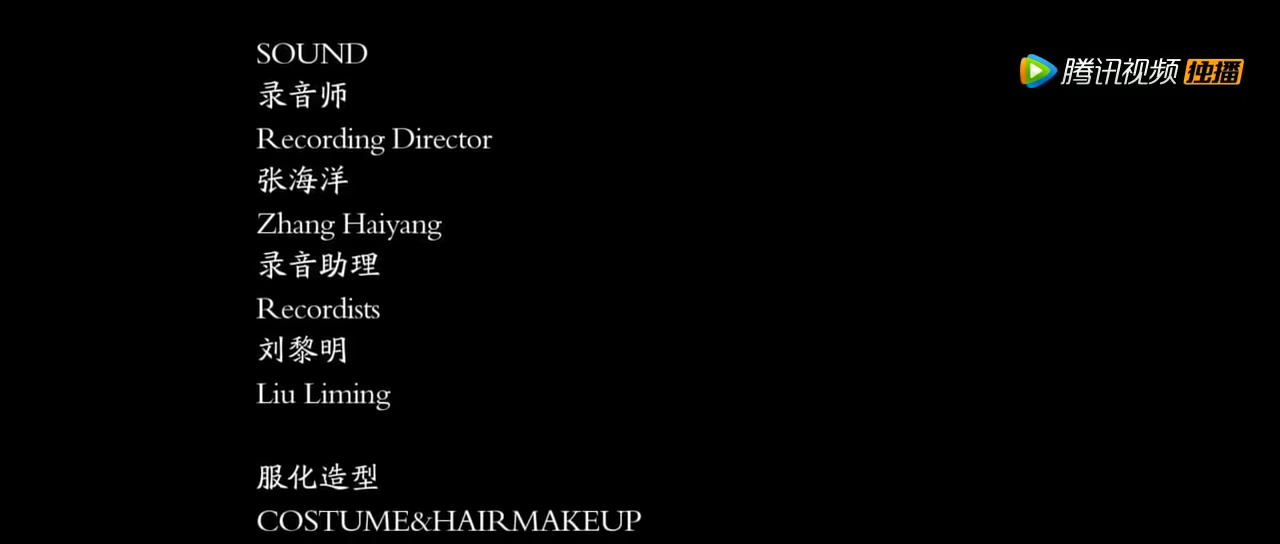 SOUND
腾讯视频 独播
录音师
Recording Director
张海洋
Zhang Haiyang
录音助理
Recordists
刘黎明
Liu Liming
服化造型
COSTUME&HAIRMAKEUP